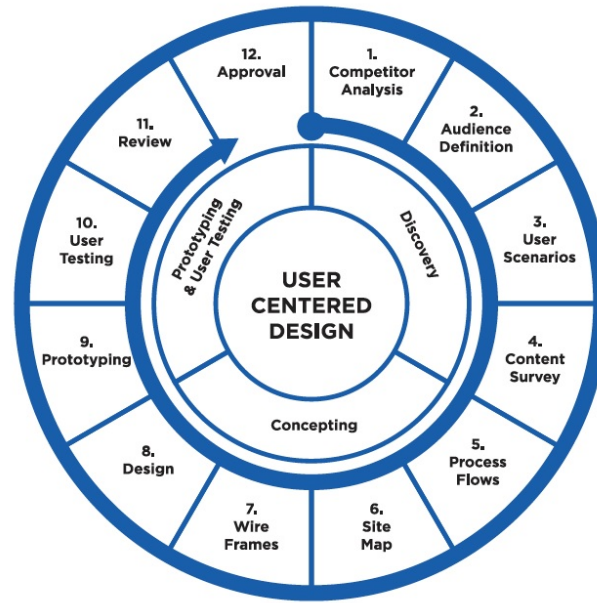 1.
Competitor
Analysis
2.
Audience
Definition
3.
User
Scenarios
4.
Content
Survey
5.
Process
Flows
6.
Site
Map
7.
Wire
Frames
8.
Design
9.
Prototyping
10.
User
Testing
11.
Review
12.
Approval
Discovery
Concepting
Prototyping
& User Testing
USER
CENTERED
DESIGN